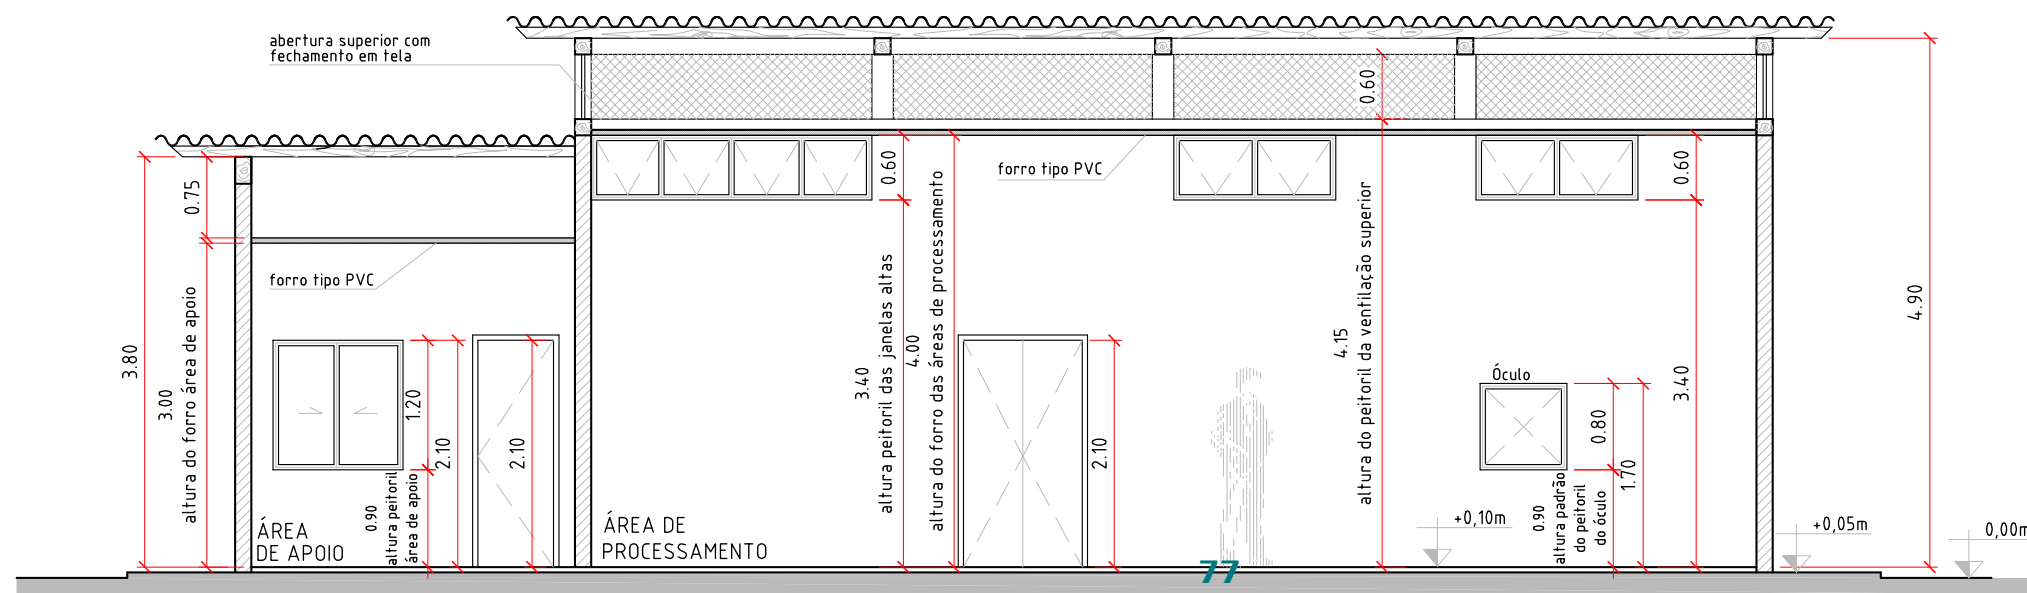 abertura superior com
fechamento em tela
0.60
0.75
forro tipo PVC
0.60
forro tipo PVC
0.60
3.80
3.00
altura do forro área de apoio
1.20
2.10
2.10
0.90
altura peitoril
área de apoio
ÁREA
DE APOIO
ÁREA DE
PROCESSAMENTO
3.40
altura peitoril das janelas altas
4.00
altura do forro das áreas de processamento
2.10
4.15
altura do peitoril da ventilação superior
Óculo
0.80
1.70
0.90
altura padrão
do peitoril
do óculo
3.40
4.90
+0,10m
+0,05m
0,00m
77